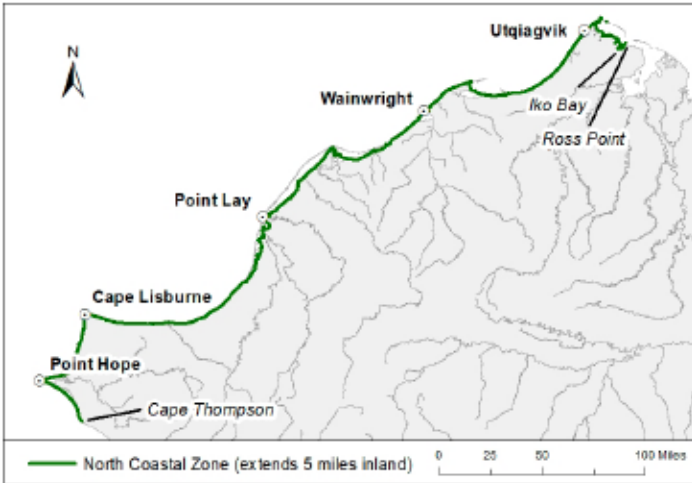 N
Utqiagvik
Iko Bay
Wainwright
Ross Point
Point Lay
Cape Lisburne
Point Hope
Cape Thompson
North Coastal Zone (extends 5 miles inland)
0 25 50 100 Miles